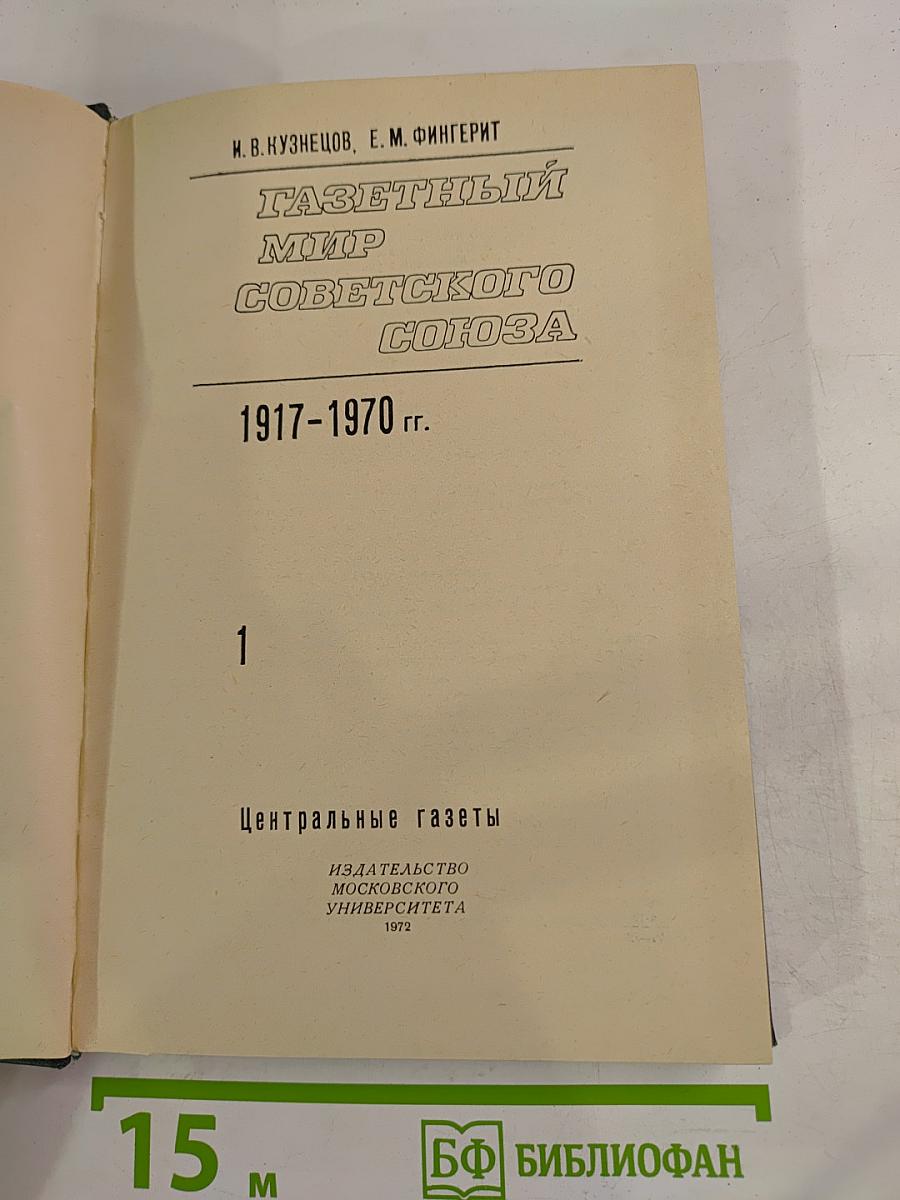 И. В. КУЗНЕЦОВ, Е. М. ФИНГЕРИТ
ГАЗЕТНЫЙ
МИР
СОВЕТСКОГО
СОЮЗА
1917-1970 гг.
1
Центральные газеты
ИЗДАТЕЛЬСТВО
МОСКОВСКОГО
УНИВЕРСИТЕТА
1972
15 м
БФ БИБЛИОФАН